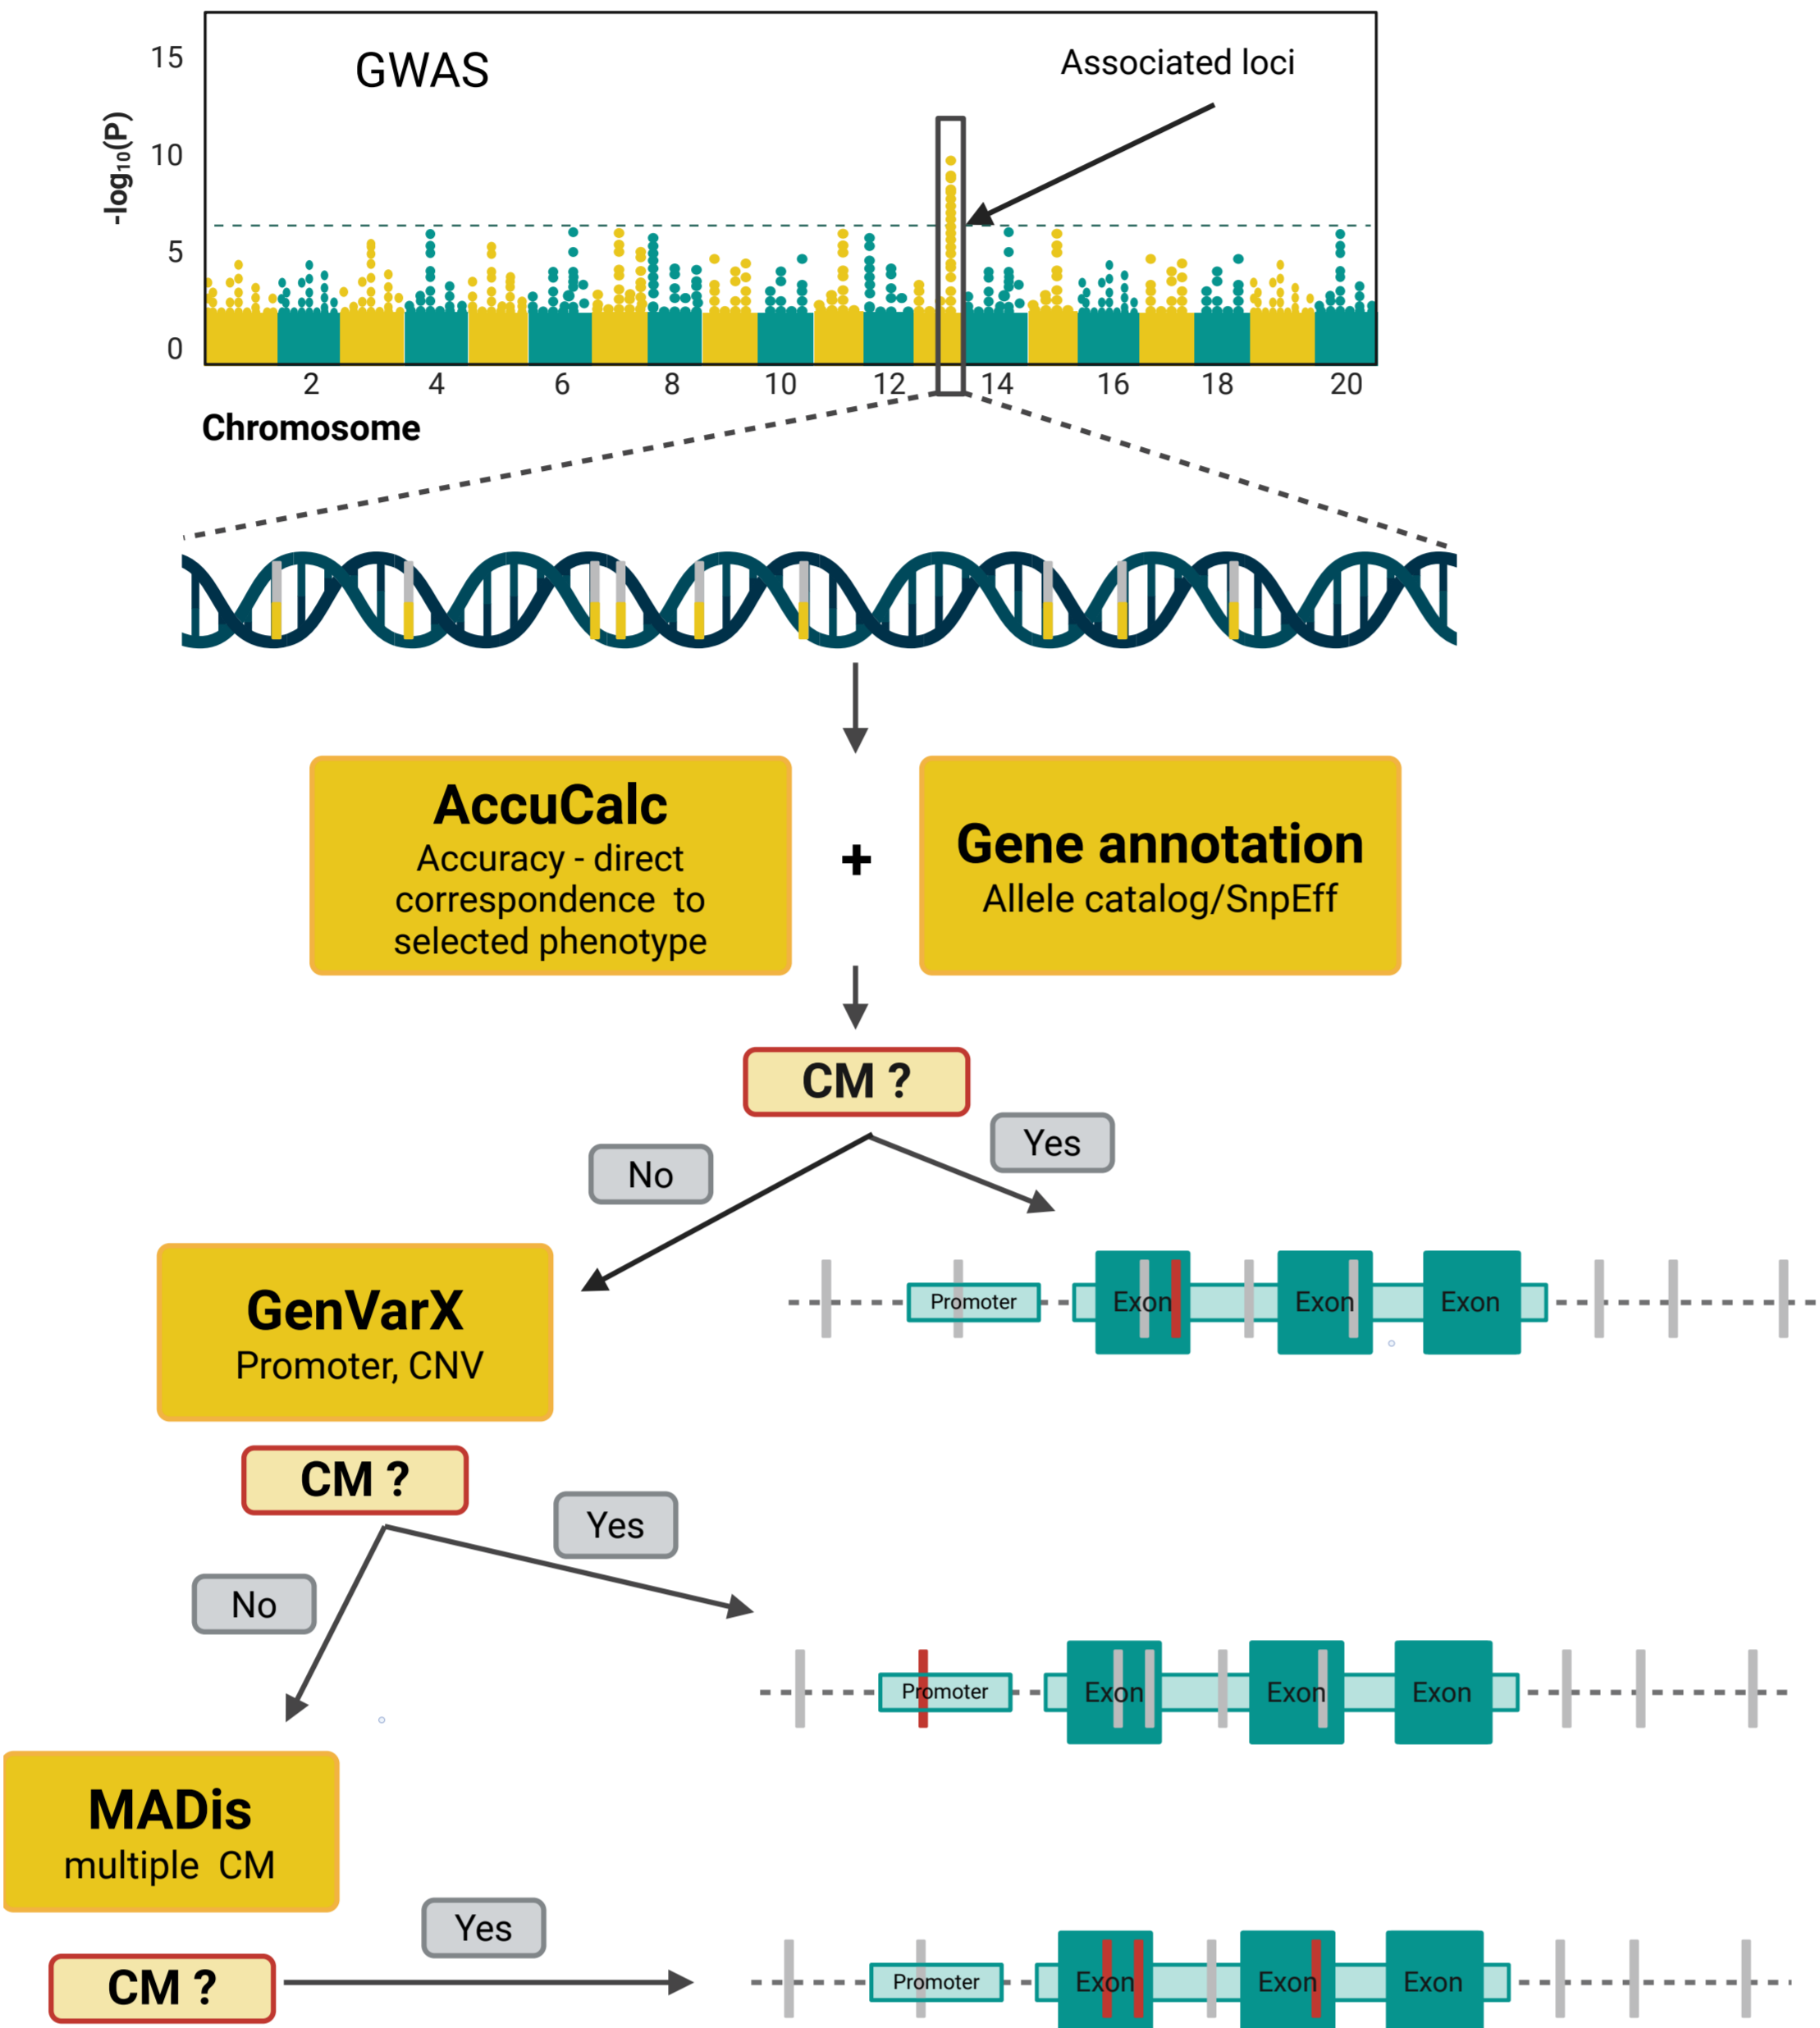 GWAS
Associated loci
-log10(P)
15
10
5
0
2 4 6 8 10 12 14 16 18 20
Chromosome
AccuCalc
Accuracy - direct
correspondence to
selected phenotype
+
Gene annotation
Allele catalog/SnpEff
CM ?
No
Yes
GenVarX
Promoter, CNV
Promoter Exon Exon Exon
CM ?
Yes
No
Promoter Exon Exon Exon
MADis
multiple CM
Yes
CM ?
Promoter Exon Exon Exon